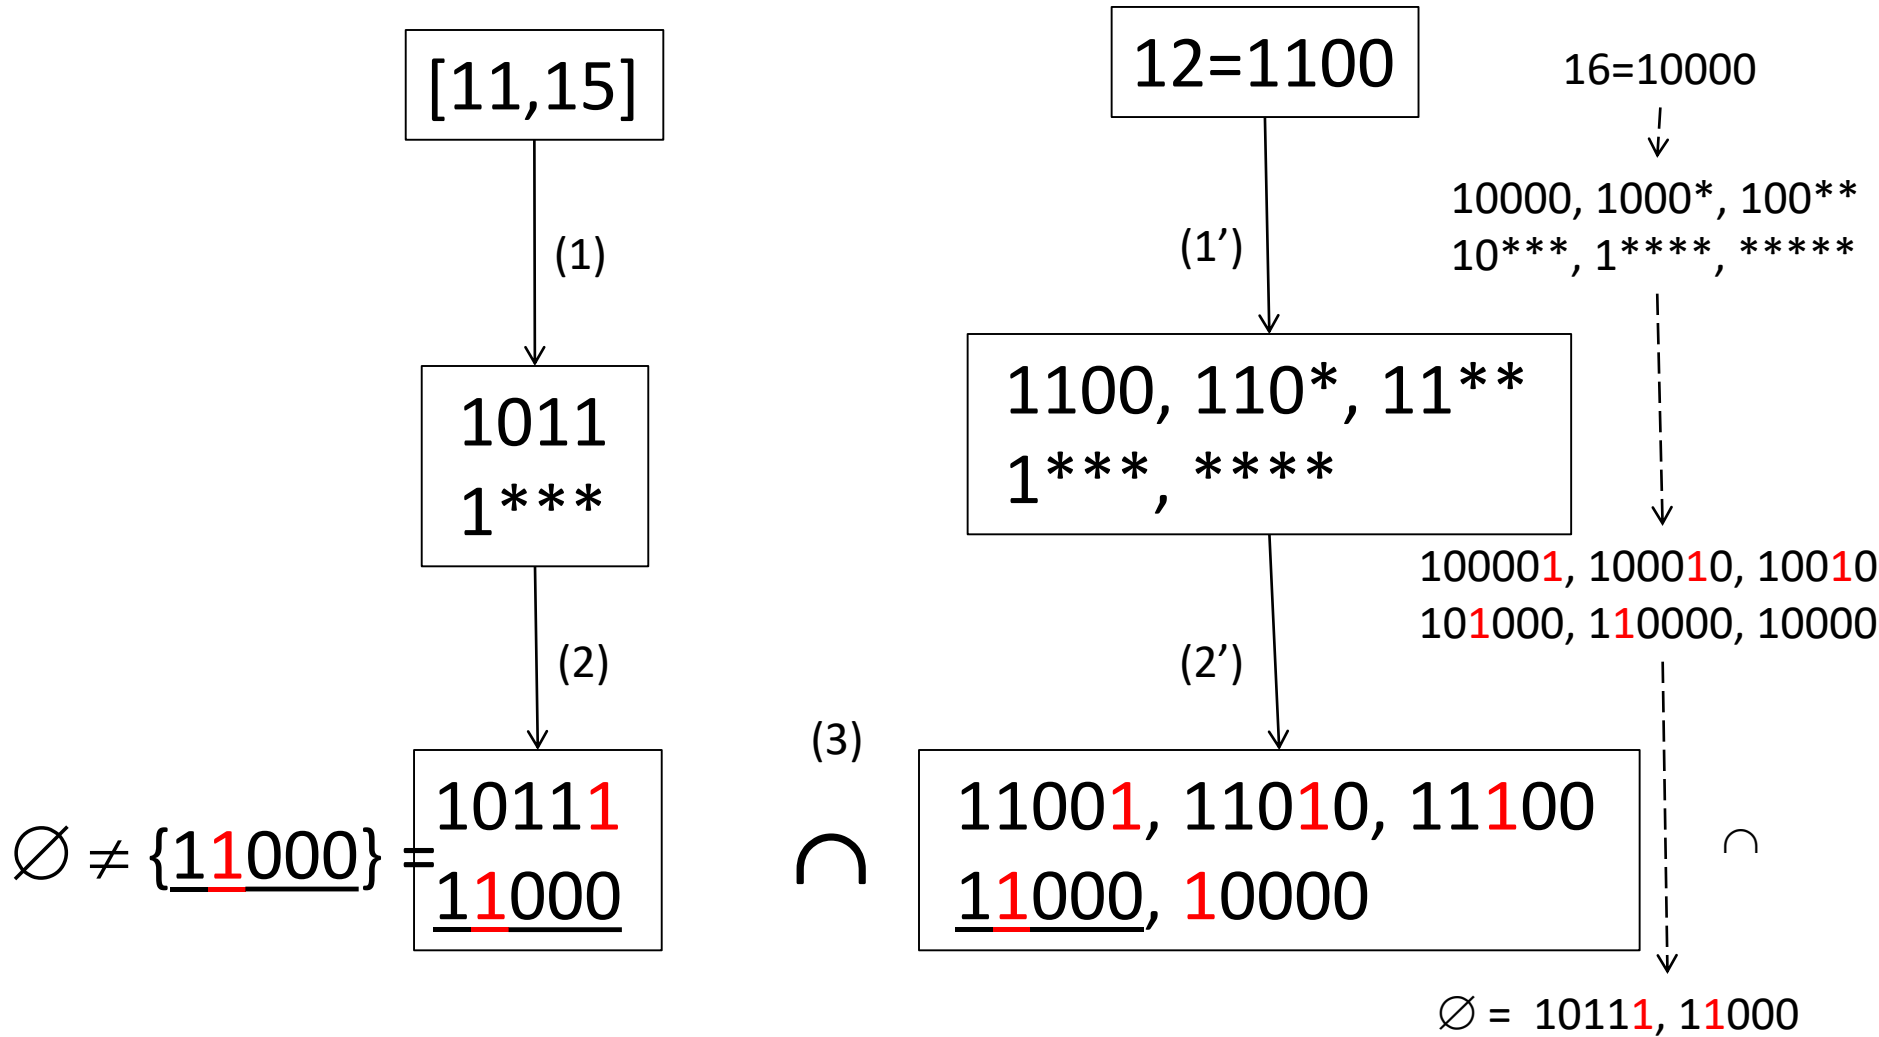 [11,15]
(1)
1011
1***
(2)
10111
11000
∅ ≠ {11000} =
(3)
∩
12=1100
(1’)
1100, 110*, 11**
1***, ****
(2’)
11001, 11010, 11100
11000, 10000
16=10000
10000, 1000*, 100**
10***, 1****, *****
100001, 100010, 10010
101000, 110000, 10000
∩
∅ = 10111, 11000